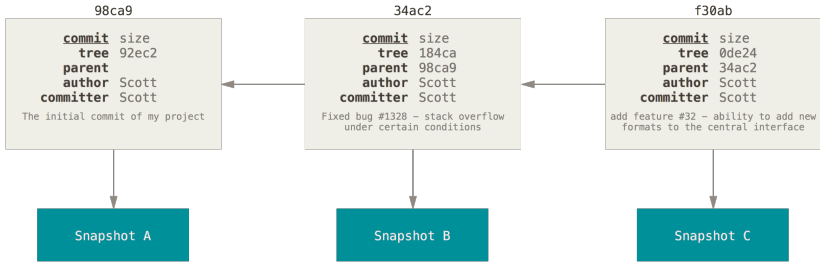 98ca9
commit size
tree 92ec2
parent
author Scott
committer Scott
The initial commit of my project
Snapshot A
34ac2
commit size
tree 184ca
parent 98ca9
author Scott
committer Scott
Fixed bug #1328 – stack overflow
under certain conditions
Snapshot B
f30ab
commit size
tree 0de24
parent 34ac2
author Scott
committer Scott
add feature #32 – ability to add new
formats to the central interface
Snapshot C